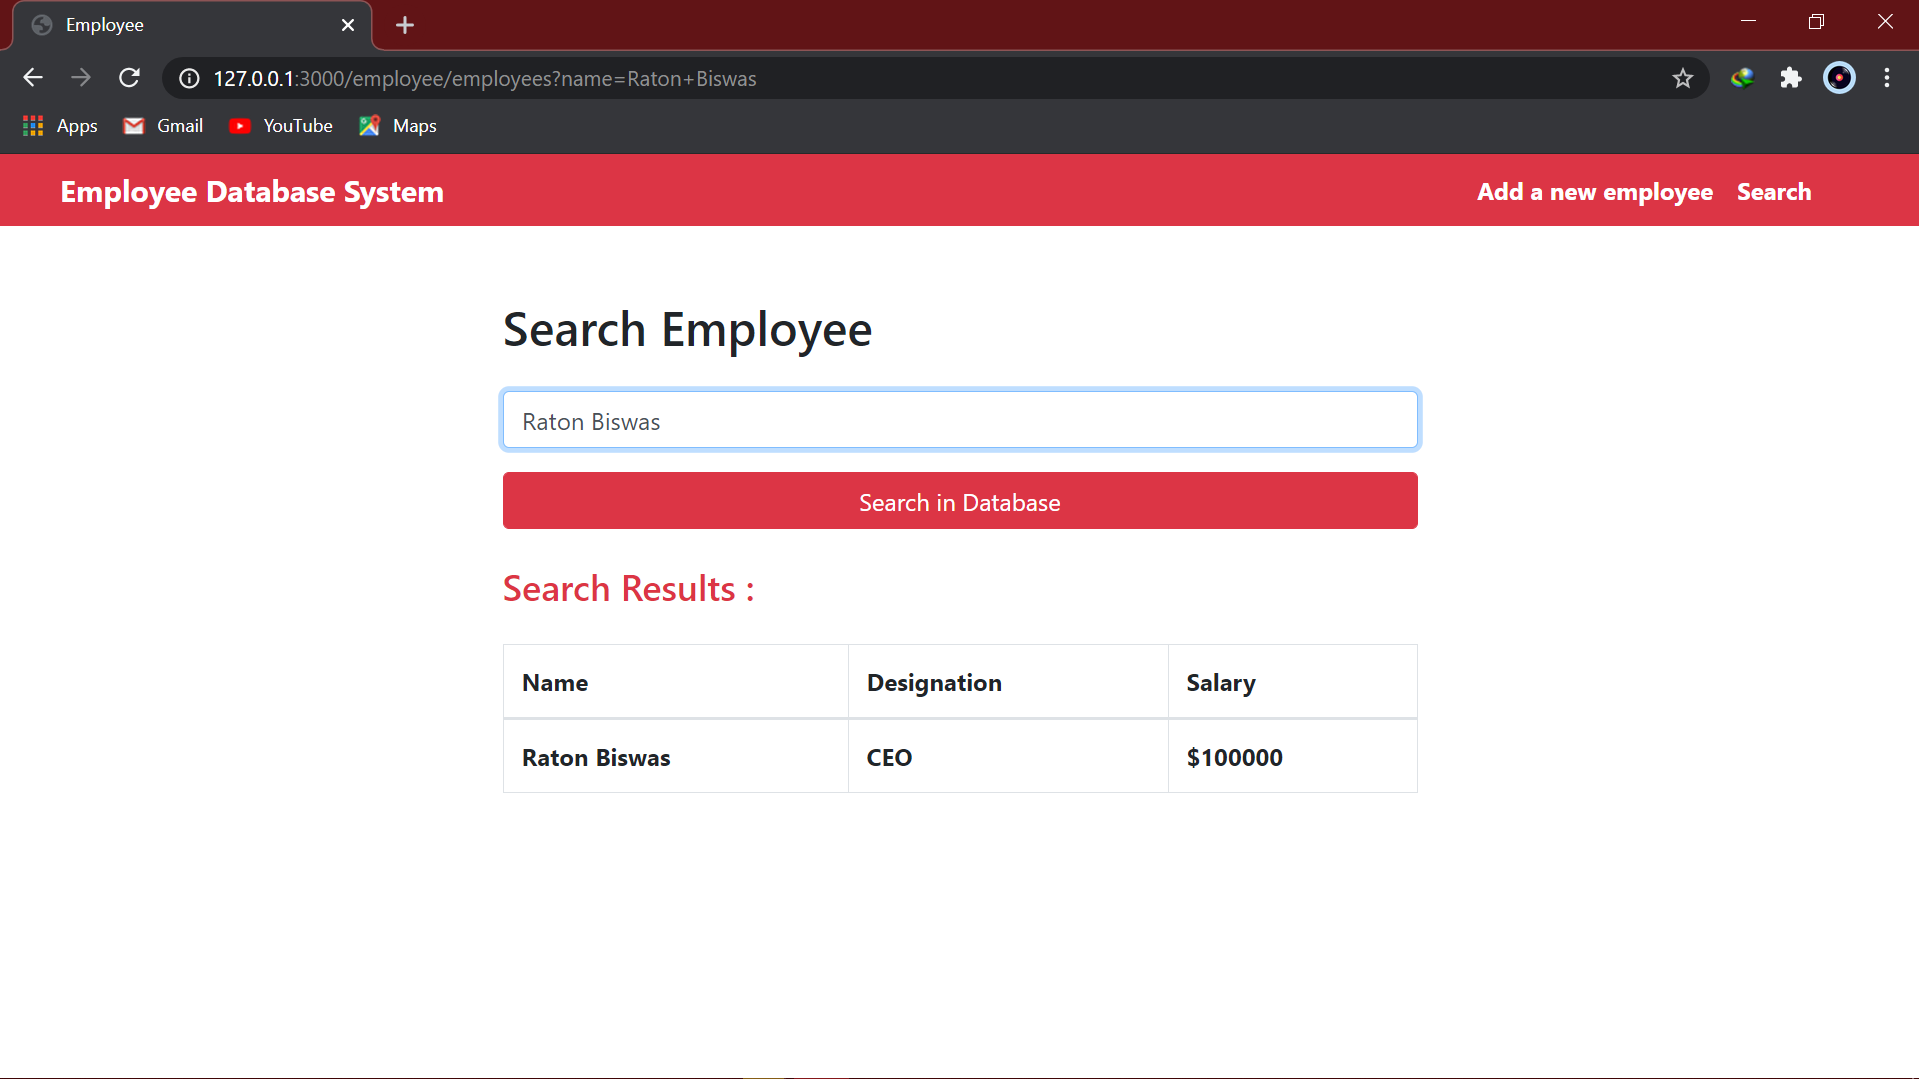 Employee
127.0.0.1:3000/employee/employees?name=Raton+Biswas
Apps Gmail YouTube Maps
Employee Database System Add a new employee Search
Search Employee
Raton Biswas
Search in Database
Search Results :
Name Designation Salary
Raton Biswas CEO $100000